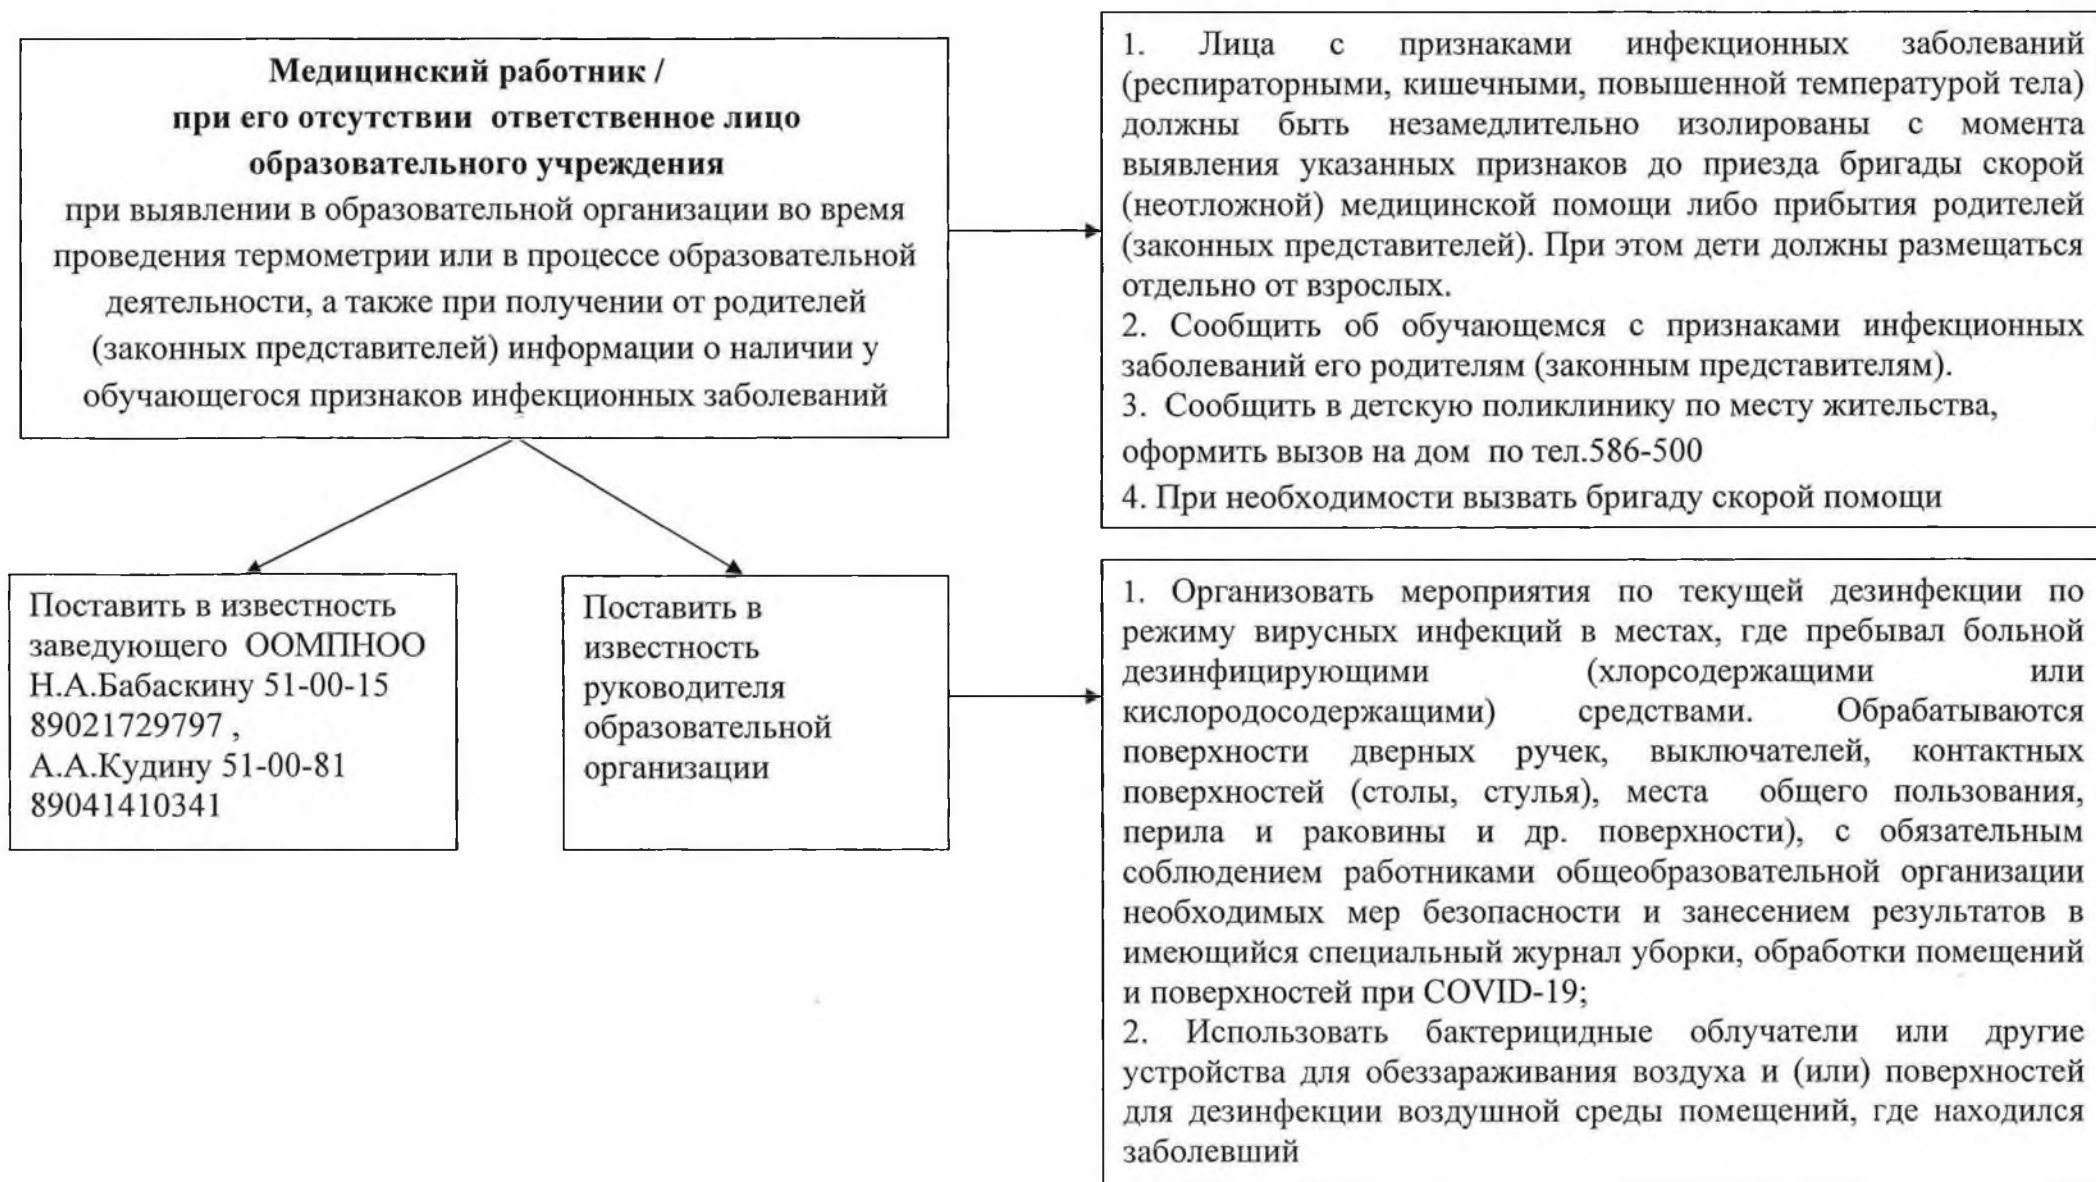 Медицинский работник /
при его отсутствии ответственное лицо
образовательного учреждения
при выявлении в образовательной организации во время
проведения термометрии или в процессе образовательной
деятельности, а также при получении от родителей
(законных представителей) информации о наличии у
обучающегося признаков инфекционных заболеваний
1. Лица с признаками инфекционных заболеваний
(респираторными, кишечными, повышенной температурой тела)
должны быть незамедлительно изолированы с момента
выявления указанных признаков до приезда бригады скорой
(неотложной) медицинской помощи либо прибытия родителей
(законных представителей). При этом дети должны размещаться
отдельно от взрослых.
2. Сообщить об обучающемся с признаками инфекционных
заболеваний его родителям (законным представителям).
3. Сообщить в детскую поликлинику по месту жительства,
оформить вызов на дом по тел.586-500
4. При необходимости вызвать бригаду скорой помощи
Поставить в известность
заведующего ООМПНОО
Н.А.Бабаскину 51-00-15
89021729797 ,
А.А.Кудину 51-00-81
89041410341
Поставить в
известность
руководителя
образовательной
организации
1. Организовать мероприятия по текущей дезинфекции по
режиму вирусных инфекций в местах, где пребывал больной
дезинфицирующими (хлорсодержащими или
кислородосодержащими) средствами. Обрабатываются
поверхности дверных ручек, выключателей, контактных
поверхностей (столы, стулья), места общего пользования,
перила и раковины и др. поверхности), с обязательным
соблюдением работниками общеобразовательной организации
необходимых мер безопасности и занесением результатов в
имеющийся специальный журнал уборки, обработки помещений
и поверхностей при COVID-19;
2. Использовать бактерицидные облучатели или другие
устройства для обеззараживания воздуха и (или) поверхностей
для дезинфекции воздушной среды помещений, где находился
заболевший